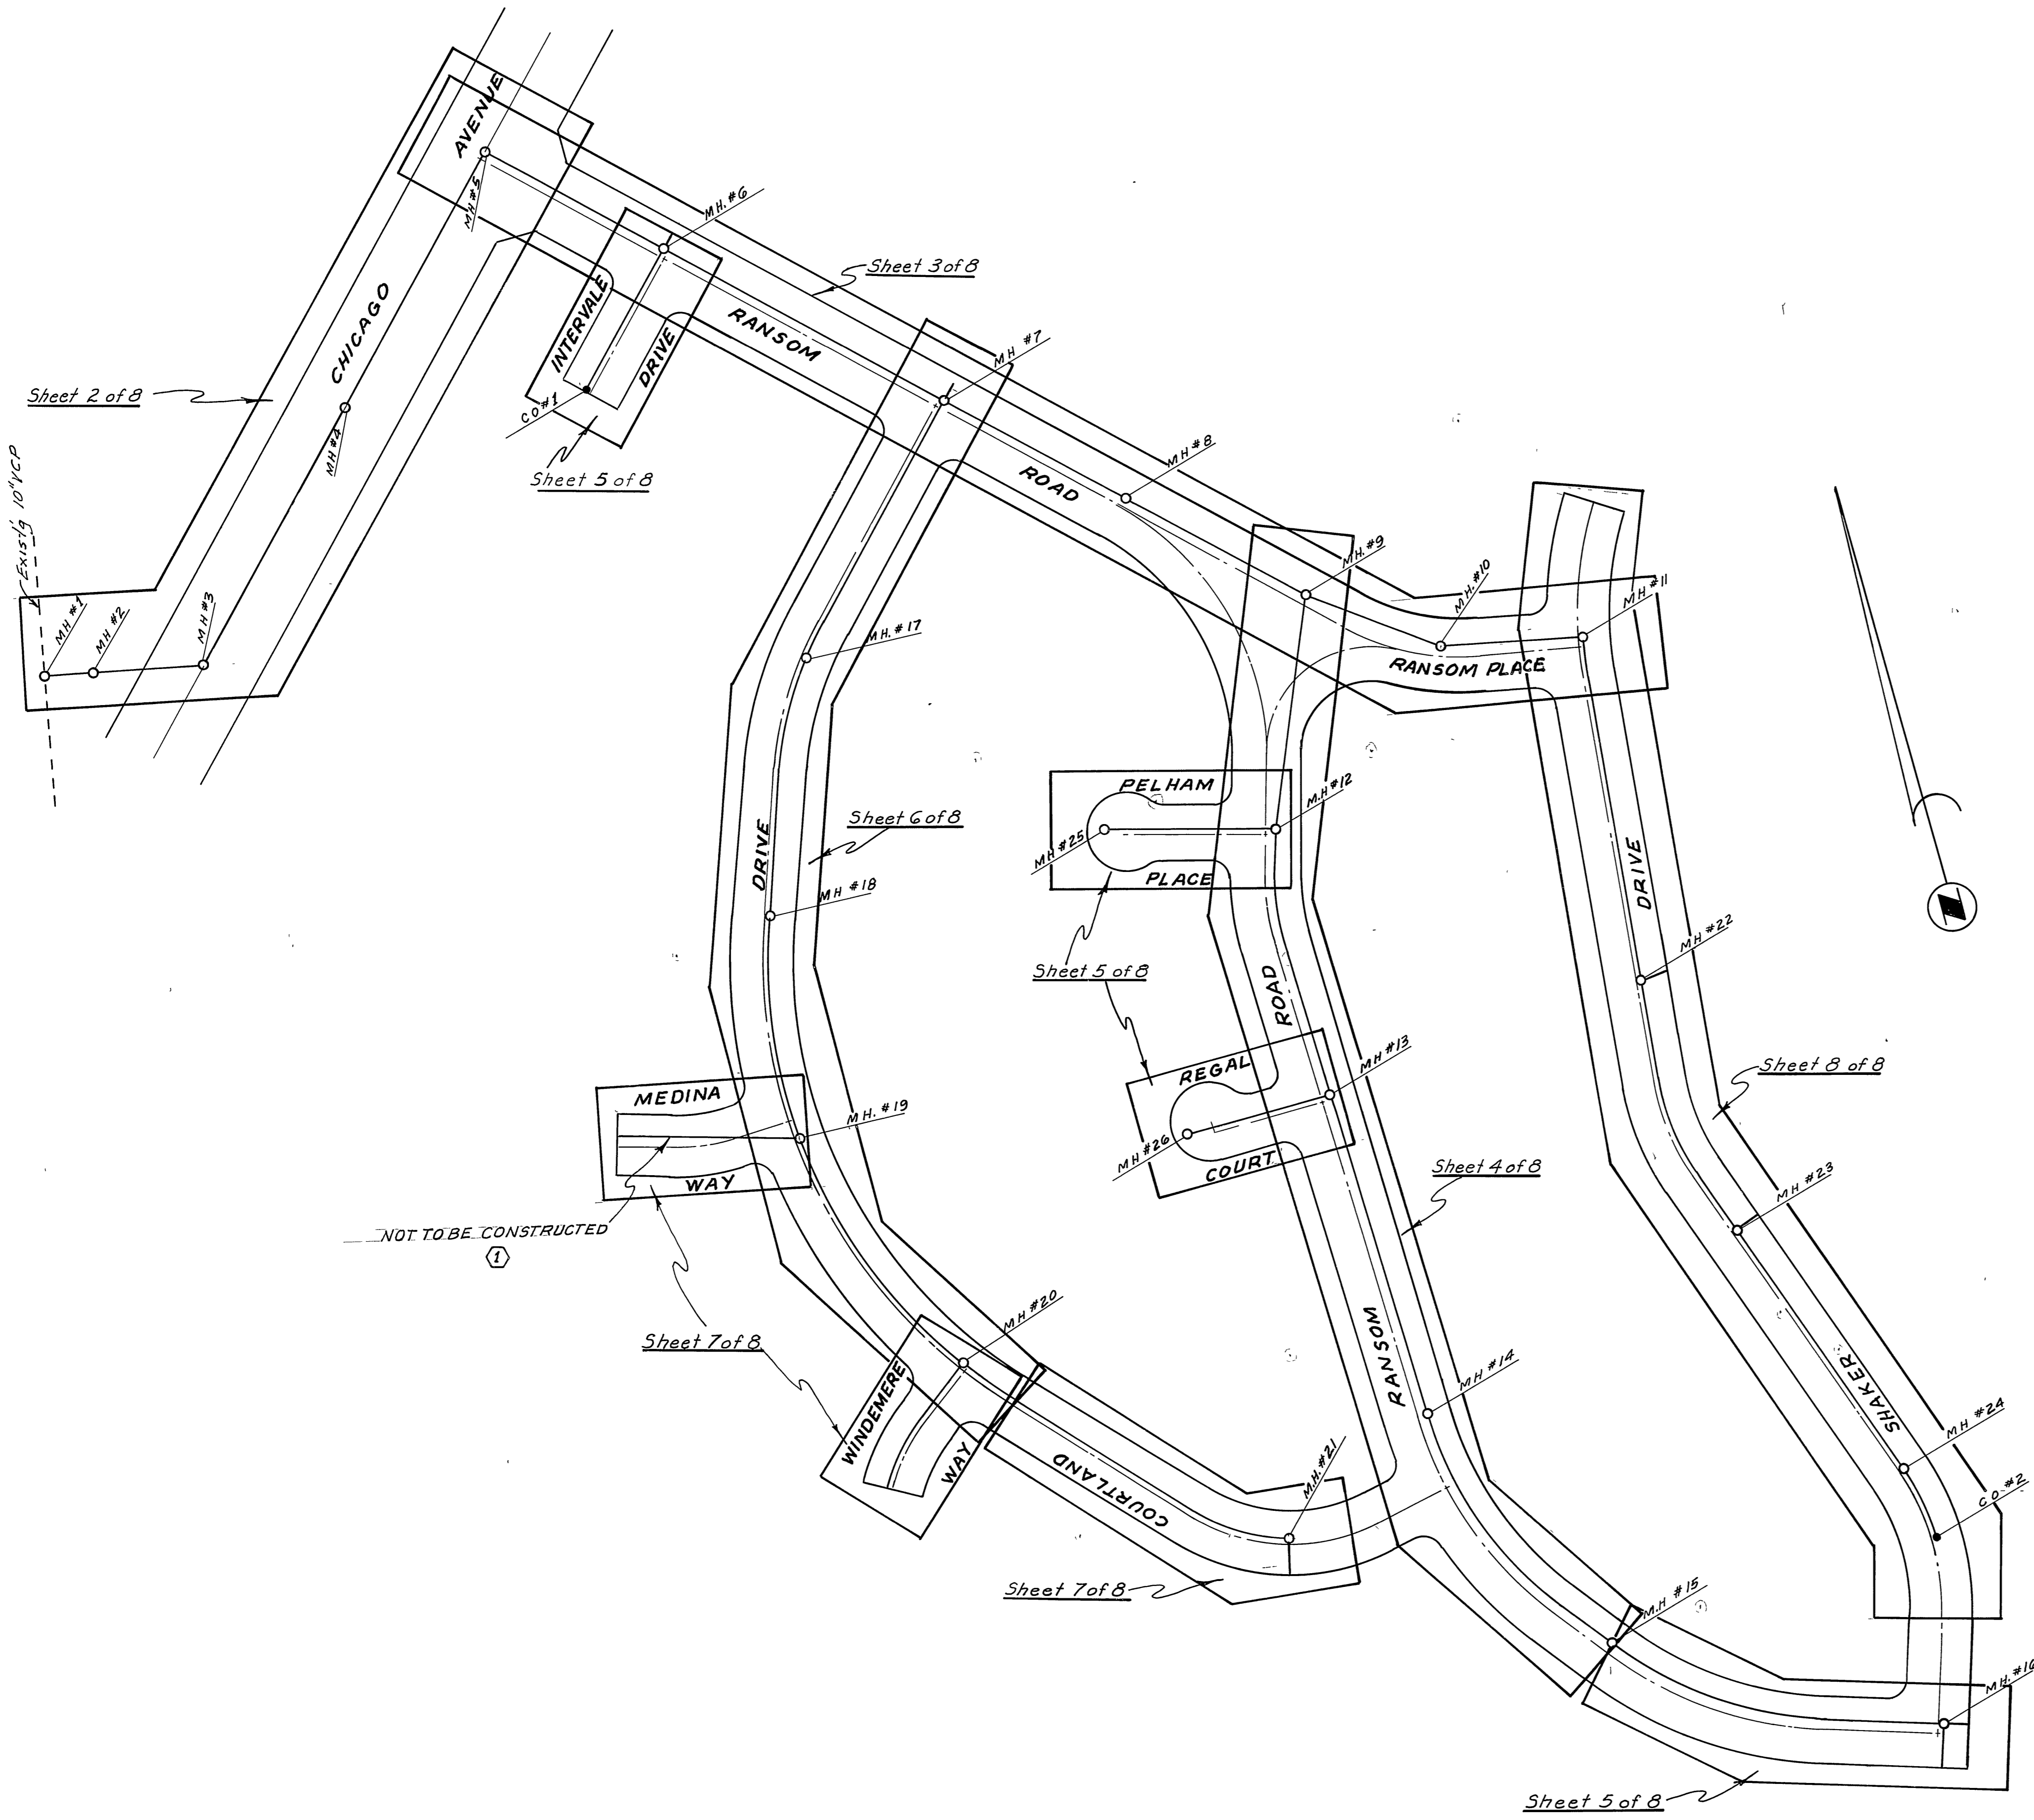 AVENUE
MH #5
MH. #6
Sheet 3 of 8
CHICAGO
INTERVALE
DRIVE
RANSOM
MH #7
Sheet 2 of 8
CO #1
MH #4
Sheet 5 of 8
MH #8
ROAD
Exist'g 10" VCP
MH #1
MH #2
MH #3
MH. #9
MH. #10
MH #11
MH. #17
RANSOM PLACE
PELHAM
M.H #12
Sheet 6 of 8
DRIVE
MH #25
PLACE
MH #18
DRIVE
MH #22
Sheet 5 of 8
ROAD
REGAL
MH #13
Sheet 8 of 8
MEDINA
MH. #19
MH #26
COURT
Sheet 4 of 8
WAY
MH #23
NOT TO BE CONSTRUCTED
1
MH #20
Sheet 7 of 8
RANSOM
MH #14
WINDEMERE
WAY
SHAKER
MH #24
COURTLAND
M.H. #21
C O #2
Sheet 7 of 8
M.H #15
MH. #16
Sheet 5 of 8
N